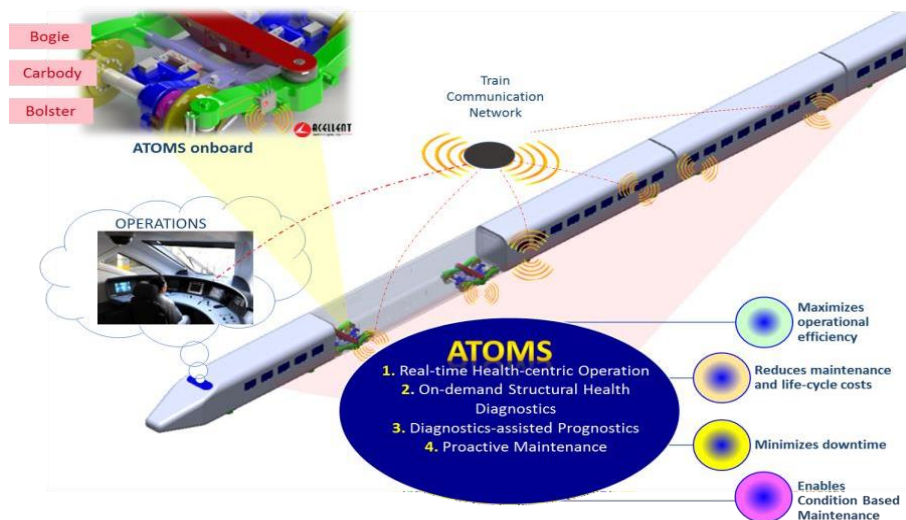 Bogie
Carbody
Bolster
ACELLENT
ATOMS onboard
Train
Communication
Network
OPERATIONS
ATOMS
1. Real-time Health-centric Operation
2. On-demand Structural Health
Diagnostics
3. Diagnostics-assisted Prognostics
4. Proactive Maintenance
Maximizes
operational
efficiency
Reduces maintenance
and life-cycle costs
Minimizes downtime
Enables
Condition Based
Maintenance